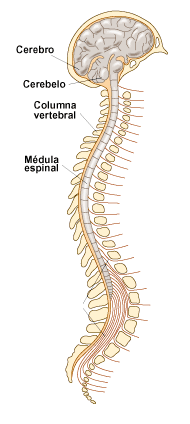 Cerebro
Cerebelo
Columna
vertebral
Médula
espinal